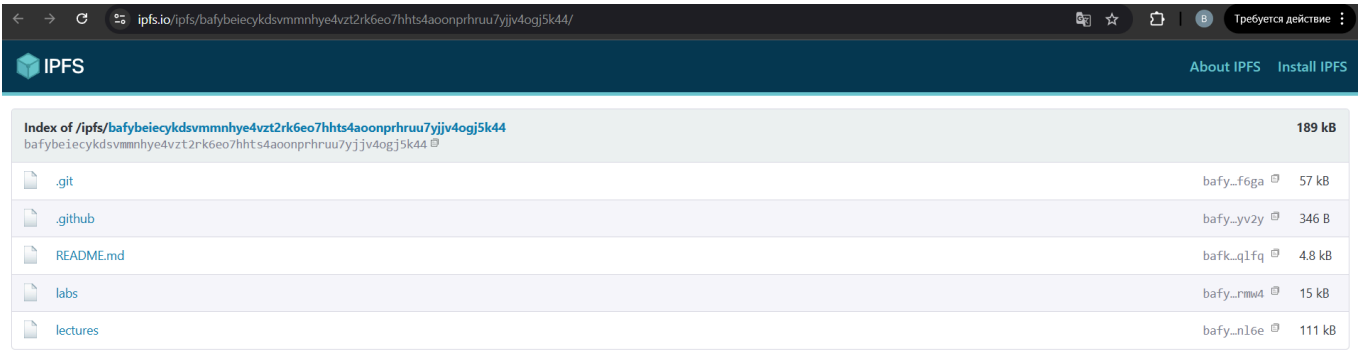 ipfs.io/ipfs/bafybeiecykdsvmmnhye4vzt2rk6eo7hhts4aoonprhruu7yjjv4ogj5k44/ B Требуется действие
IPFS About IPFS Install IPFS
Index of /ipfs/bafybeiecykdsvmmnhye4vzt2rk6eo7hhts4aoonprhruu7yjjv4ogj5k44 189 kB
bafybeiecykdsvmmnhye4vzt2rk6eo7hhts4aoonprhruu7yjjv4ogj5k44
.git bafy…f6ga 57 kB
.github bafy…yv2y 346 B
README.md bafk…qlfq 4.8 kB
labs bafy…rmw4 15 kB
lectures bafy…nl6e 111 kB